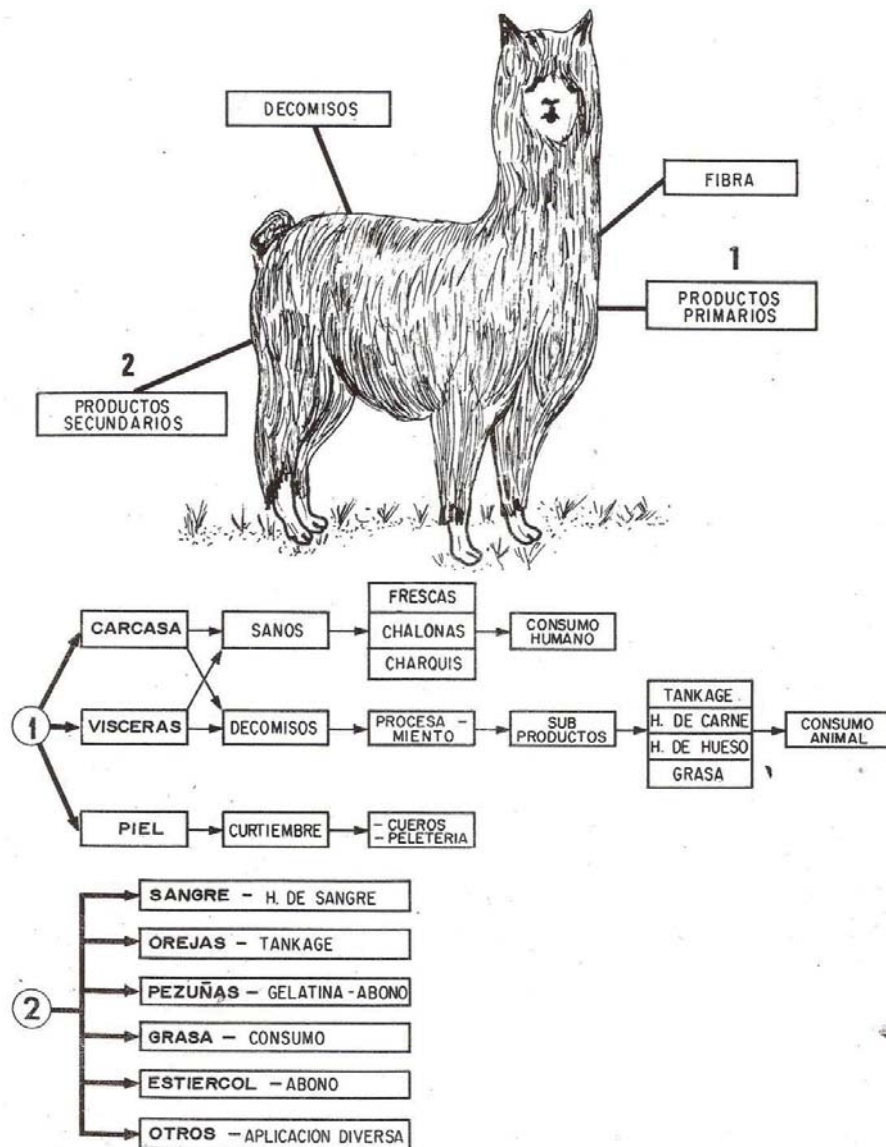 DECOMISOS
FIBRA
1
PRODUCTOS
PRIMARIOS
2
PRODUCTOS
SECUNDARIOS
1
CARCASA
SANOS
FRESCAS
CHALONAS
CHARQUIS
CONSUMO
HUMANO
VISCERAS
DECOMISOS
PROCESA -
MIENTO
SUB
PRODUCTOS
TANKAGE
H. DE CARNE
H. DE HUESO
GRASA
CONSUMO
ANIMAL
PIEL
CURTIEMBRE
- CUEROS
- PELETERIA
2
SANGRE - H. DE SANGRE
OREJAS - TANKAGE
PEZUÑAS - GELATINA - ABONO
GRASA - CONSUMO
ESTIERCOL - ABONO
OTROS - APLICACION DIVERSA